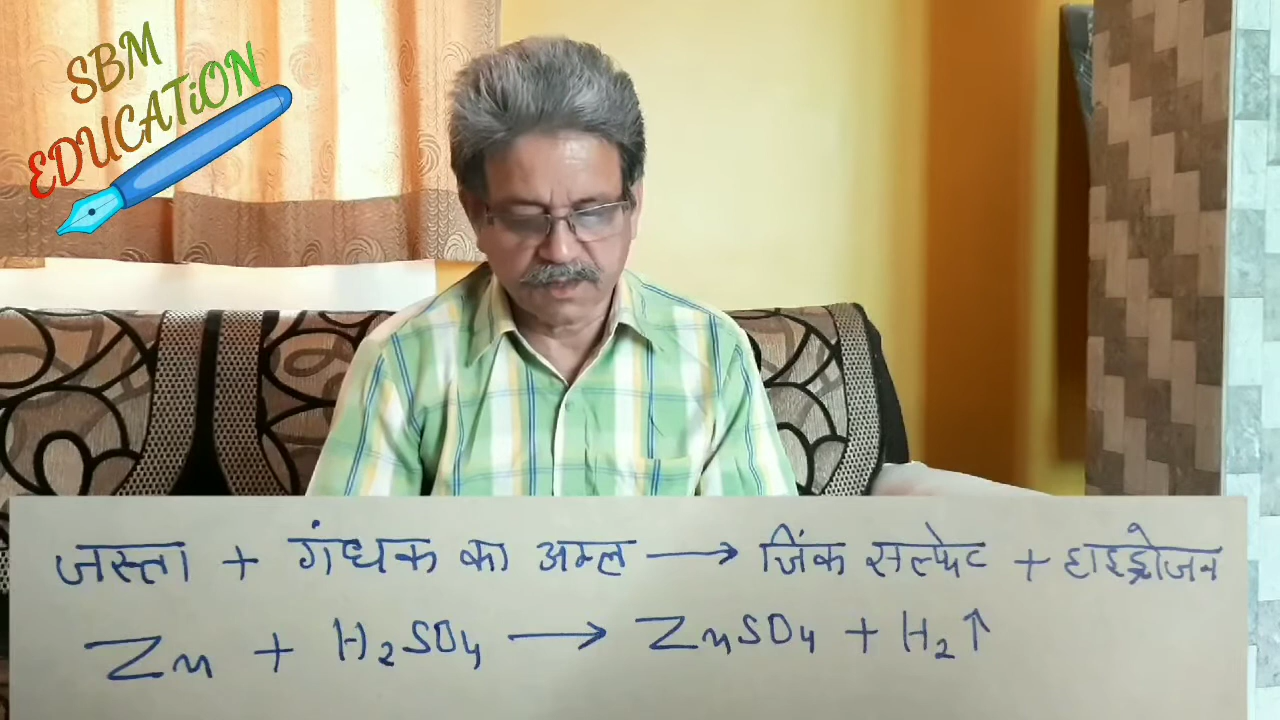 SBM
EDUCATiON
जस्ता + गंधक का अम्ल → जिंक सल्फेट + हाइड्रोजन
Zn + H₂SO₄ → ZnSO₄ + H₂↑